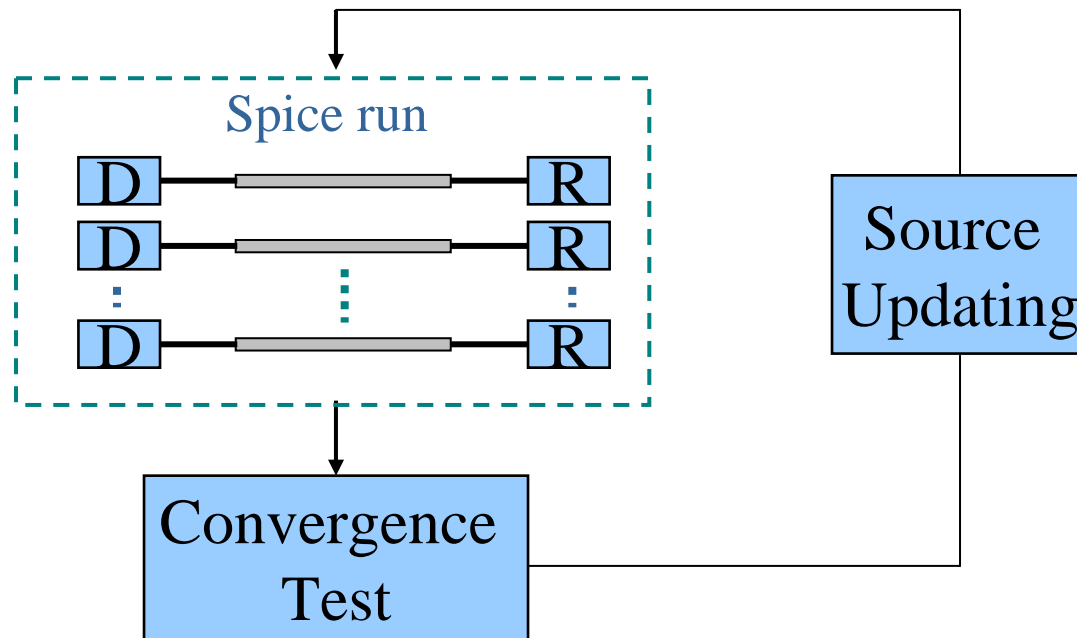 Spice run
D R
D R
D R
Source
Updating
Convergence
Test